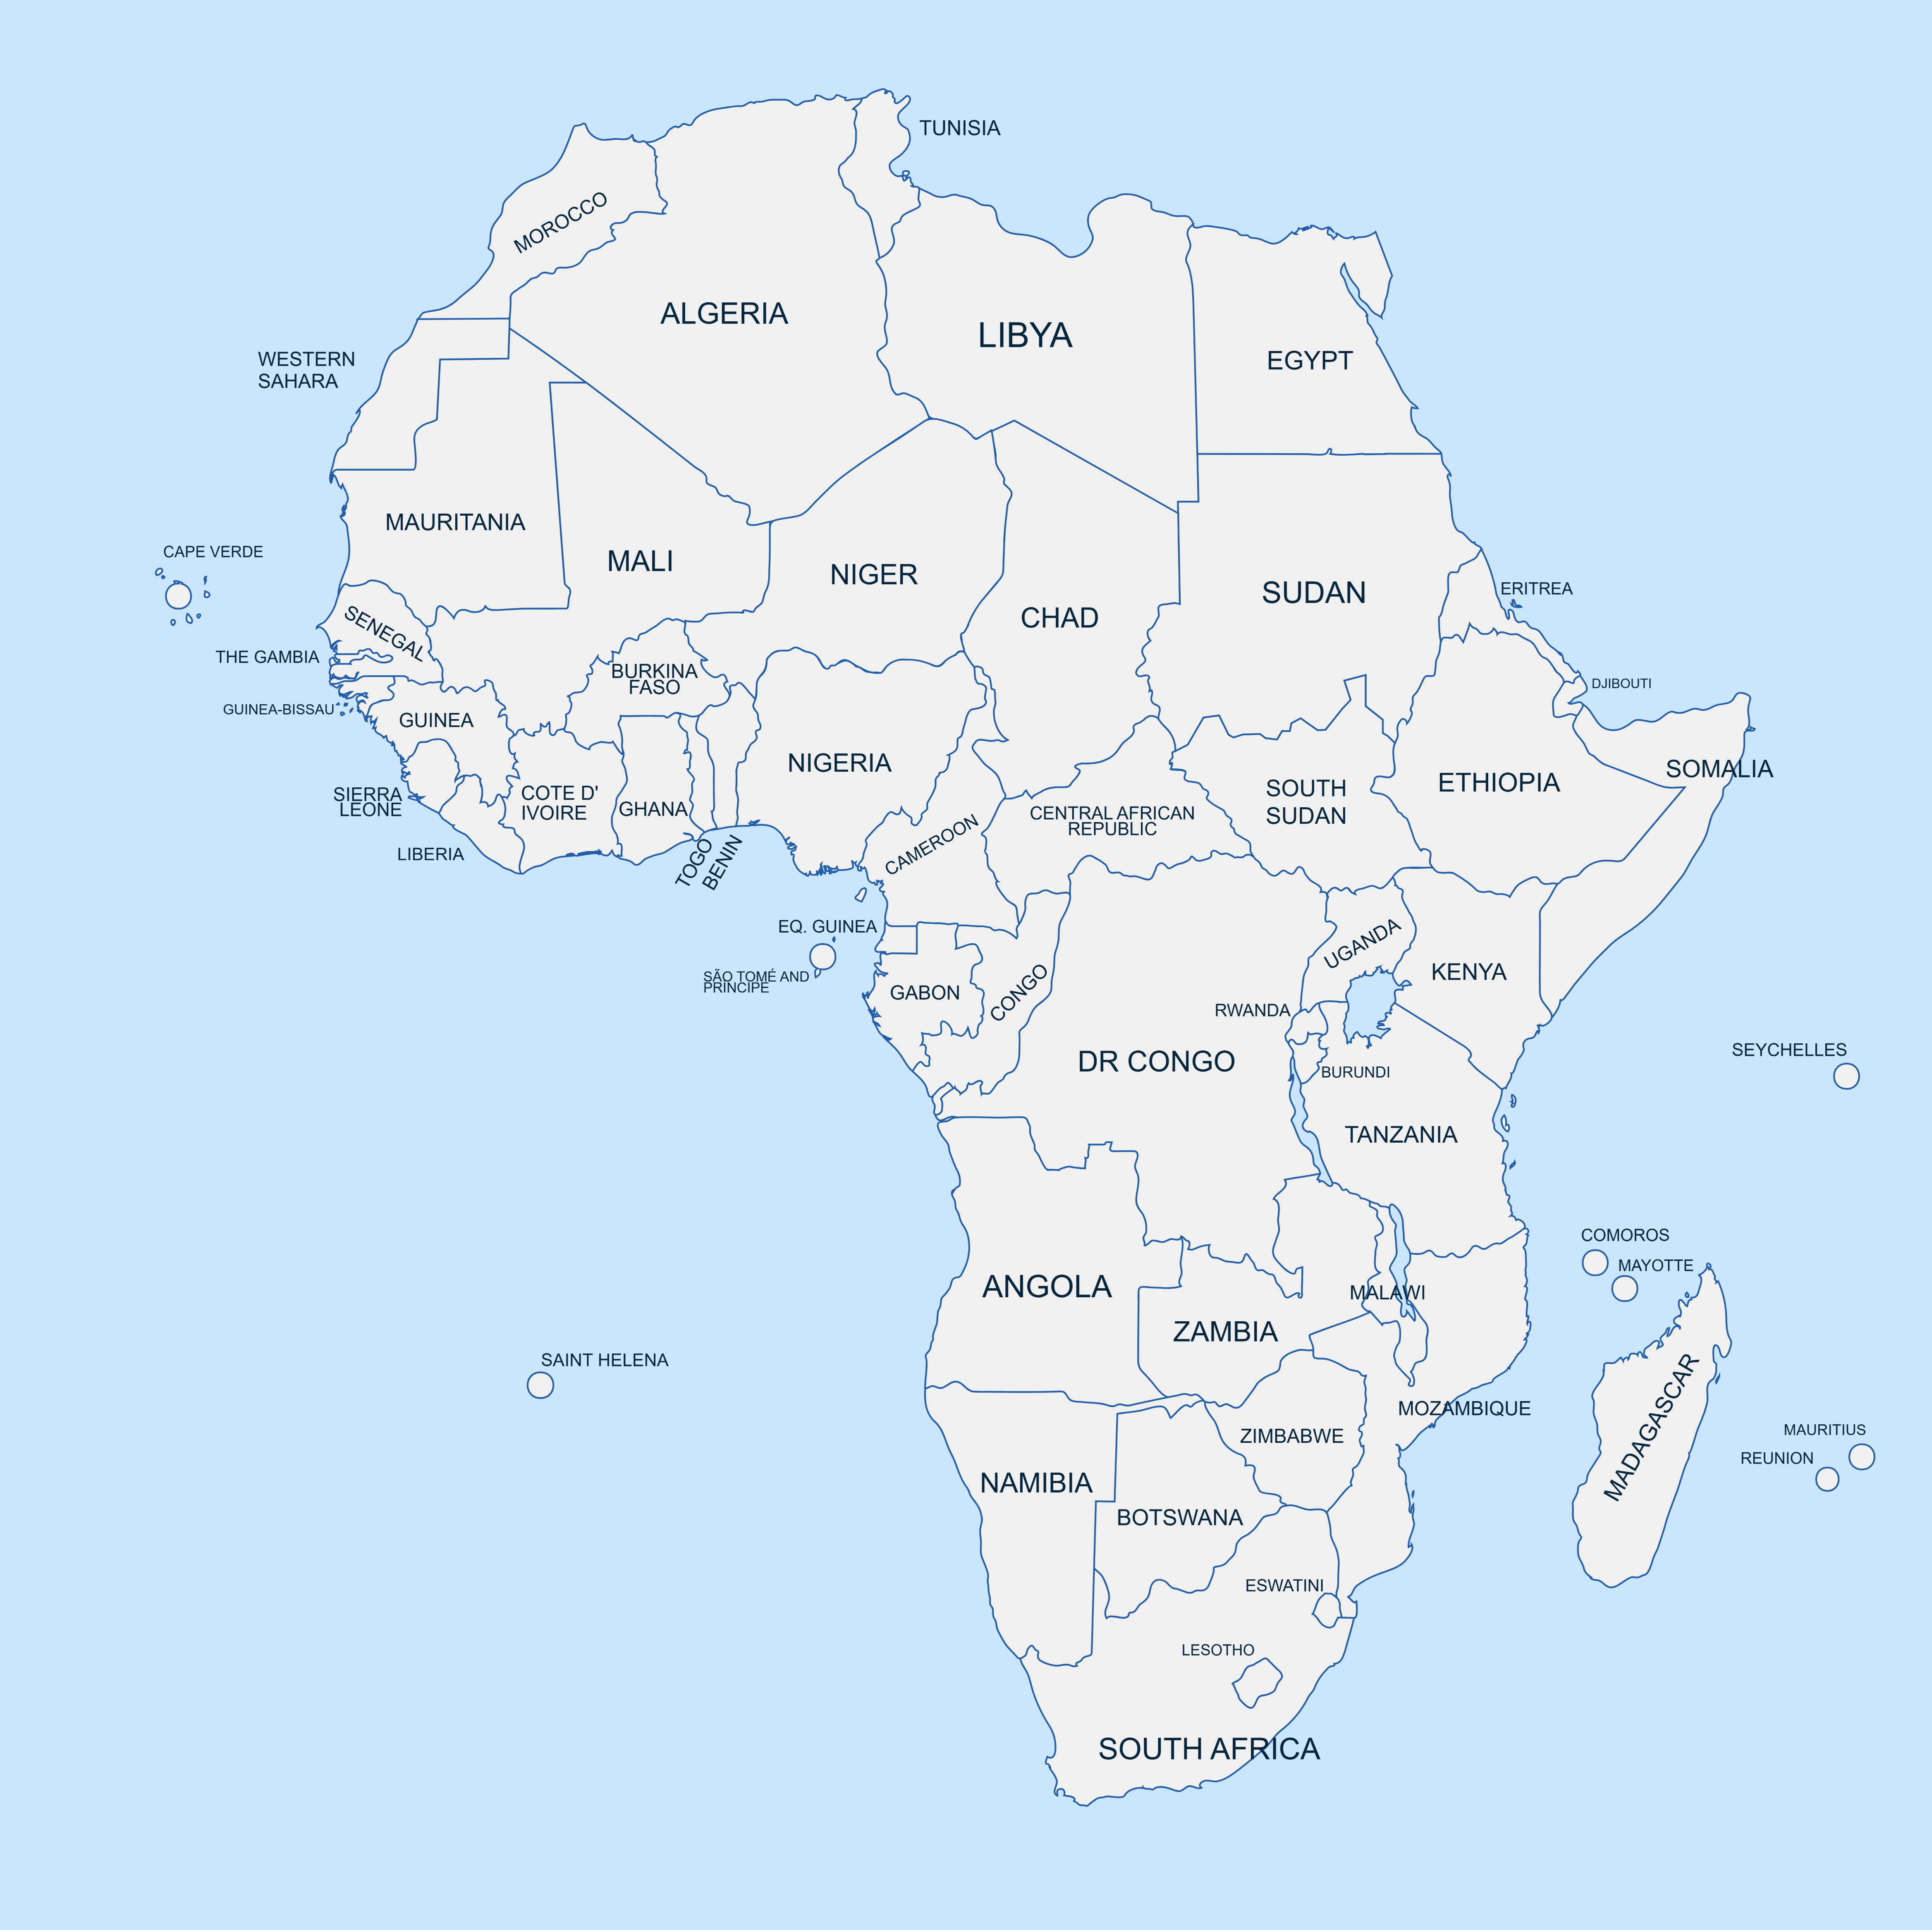 TUNISIA
MOROCCO
ALGERIA
LIBYA
EGYPT
WESTERN
SAHARA
MAURITANIA
MALI
NIGER
CHAD
SUDAN
ERITREA
CAPE VERDE
SENEGAL
THE GAMBIA
GUINEA-BISSAU
GUINEA
BURKINA
FASO
DJIBOUTI
SIERRA
LEONE
LIBERIA
COTE D'
IVOIRE
GHANA
TOGO
BENIN
NIGERIA
CAMEROON
CENTRAL AFRICAN
REPUBLIC
SOUTH
SUDAN
ETHIOPIA
SOMALIA
EQ. GUINEA
SÃO TOMÉ AND
PRINCIPE
GABON
CONGO
DR CONGO
UGANDA
KENYA
RWANDA
BURUNDI
TANZANIA
SEYCHELLES
COMOROS
MAYOTTE
ANGOLA
ZAMBIA
MALAWI
MOZAMBIQUE
MADAGASCAR
SAINT HELENA
MAURITIUS
REUNION
NAMIBIA
ZIMBABWE
BOTSWANA
ESWATINI
LESOTHO
SOUTH AFRICA